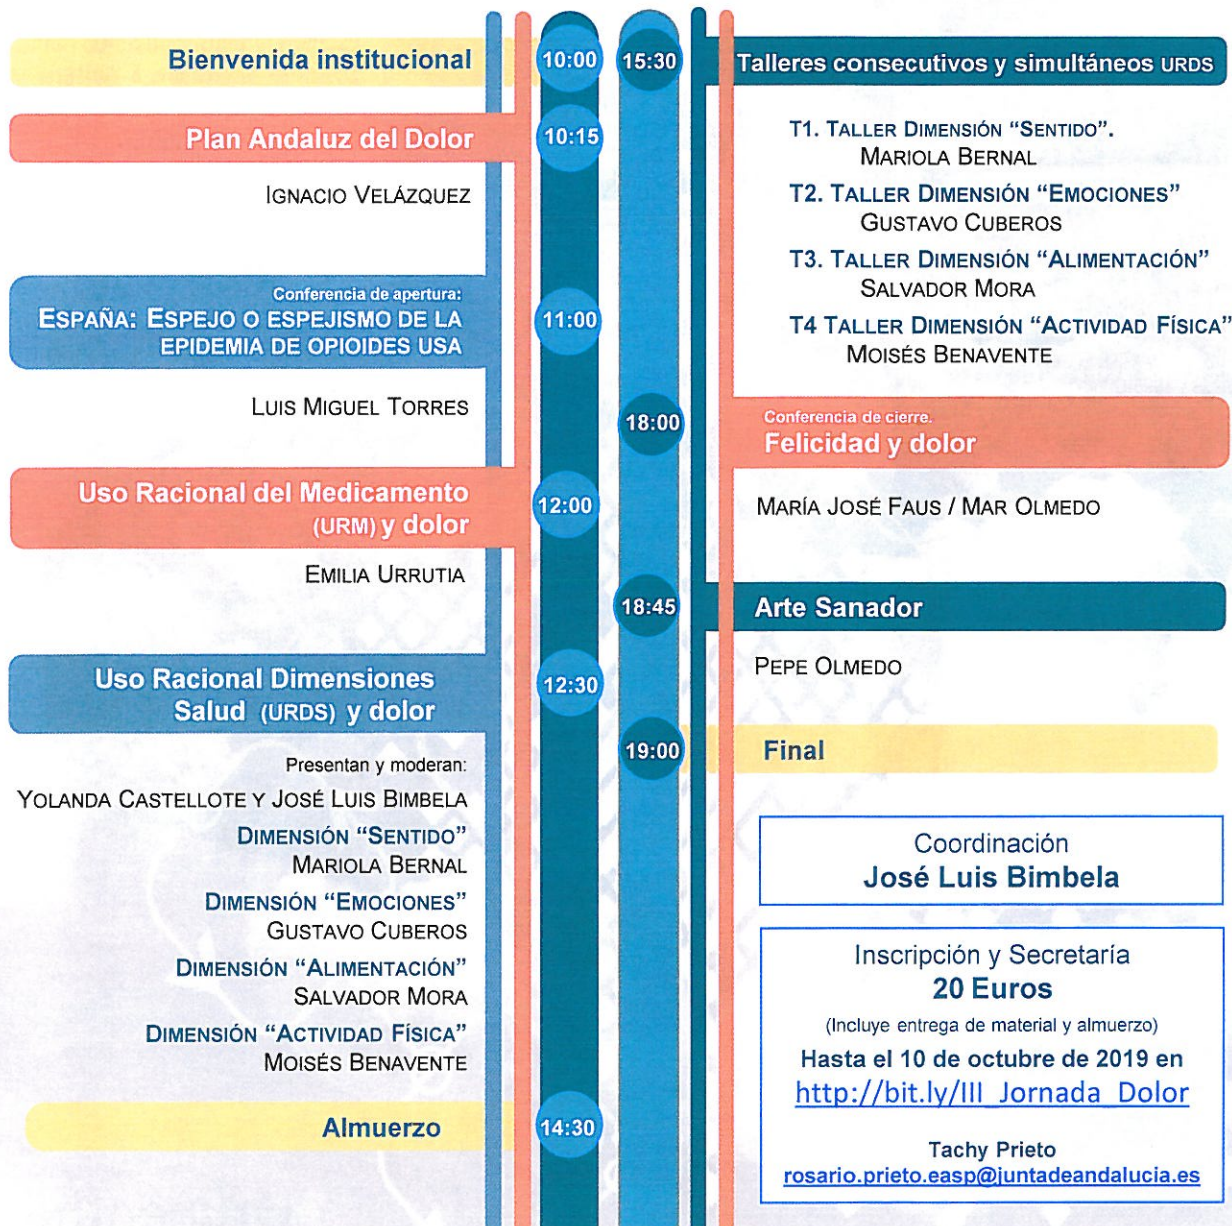 Bienvenida institucional
10:00
Plan Andaluz del Dolor
10:15
IGNACIO VELÁZQUEZ
Conferencia de apertura:
ESPAÑA: ESPEJO O ESPEJISMO DE LA
EPIDEMIA DE OPIOIDES USA
11:00
LUIS MIGUEL TORRES
Uso Racional del Medicamento
(URM) y dolor
12:00
EMILIA URRUTIA
Uso Racional Dimensiones
Salud (URDS) y dolor
12:30
Presentan y moderan:
YOLANDA CASTELLOTE Y JOSÉ LUIS BIMBELA
DIMENSIÓN “SENTIDO”
MARIOLA BERNAL
DIMENSIÓN “EMOCIONES”
GUSTAVO CUBEROS
DIMENSIÓN “ALIMENTACIÓN”
SALVADOR MORA
DIMENSIÓN “ACTIVIDAD FÍSICA”
MOISÉS BENAVENTE
Almuerzo
14:30
15:30
Talleres consecutivos y simultáneos URDS
T1. TALLER DIMENSIÓN “SENTIDO”.
MARIOLA BERNAL
T2. TALLER DIMENSIÓN “EMOCIONES”
GUSTAVO CUBEROS
T3. TALLER DIMENSIÓN “ALIMENTACIÓN”
SALVADOR MORA
T4 TALLER DIMENSIÓN “ACTIVIDAD FÍSICA”
MOISÉS BENAVENTE
18:00
Conferencia de cierre.
Felicidad y dolor
MARÍA JOSÉ FAUS / MAR OLMEDO
18:45
Arte Sanador
PEPE OLMEDO
19:00
Final
Coordinación
José Luis Bimbela
Inscripción y Secretaría
20 Euros
(Incluye entrega de material y almuerzo)
Hasta el 10 de octubre de 2019 en
http://bit.ly/III_Jornada_Dolor
Tachy Prieto
rosario.prieto.easp@juntadeandalucia.es